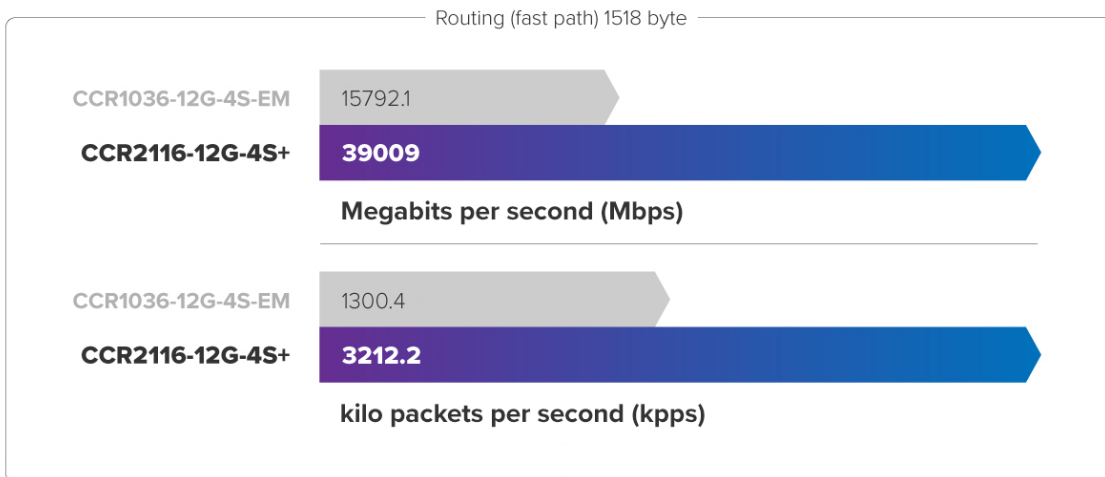 Routing (fast path) 1518 byte
CCR1036-12G-4S-EM 15792.1
CCR2116-12G-4S+ 39009
Megabits per second (Mbps)
CCR1036-12G-4S-EM 1300.4
CCR2116-12G-4S+ 3212.2
kilo packets per second (kpps)